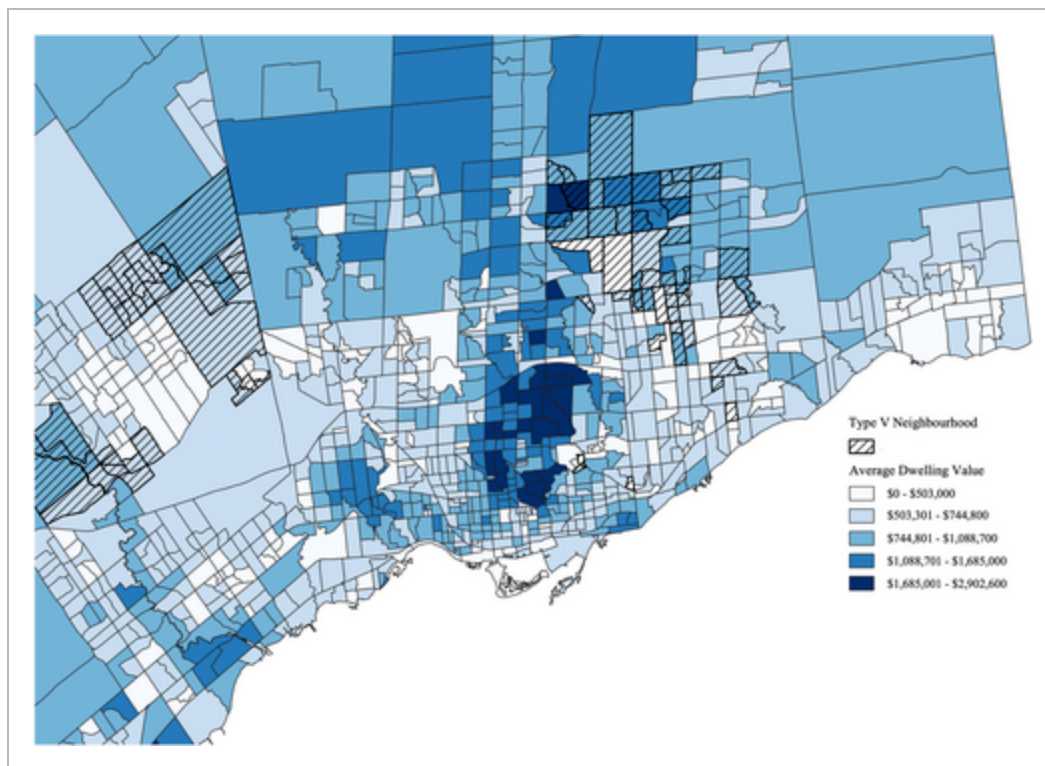 Type V Neighbourhood
Average Dwelling Value
$0 - $503,000
$503,301 - $744,800
$744,801 - $1,088,700
$1,088,701 - $1,685,000
$1,685,001 - $2,902,600